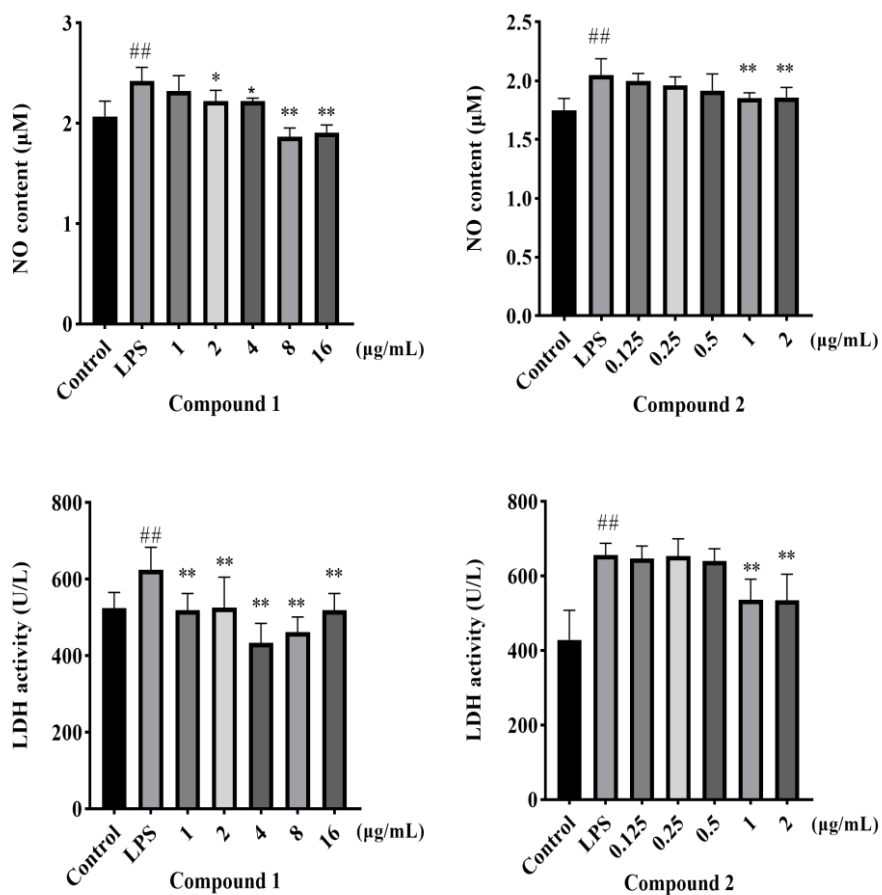 NO content (μM)
3
2
1
0
##
*
*
**
**
Control
LPS
1
2
4
8
16
(μg/mL)
Compound 1
NO content (μM)
2.5
2.0
1.5
1.0
0.5
0.0
##
**
**
Control
LPS
0.125
0.25
0.5
1
2
(μg/mL)
Compound 2
LDH activity (U/L)
800
600
400
200
0
##
**
**
**
**
**
Control
LPS
1
2
4
8
16
(μg/mL)
Compound 1
LDH activity (U/L)
800
600
400
200
0
##
**
**
Control
LPS
0.125
0.25
0.5
1
2
(μg/mL)
Compound 2